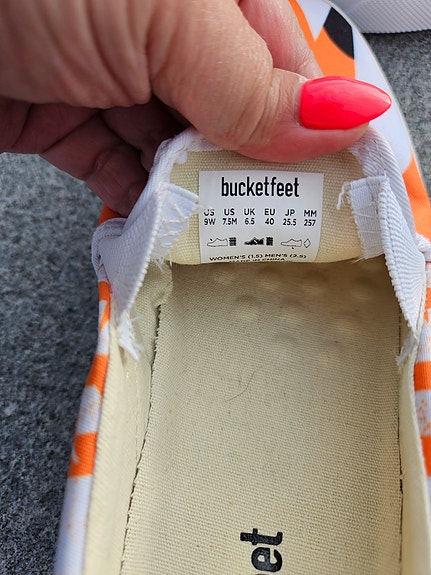 bucketfeet
US US UK EU JP MM
9W 7.5M 6.5 40 25.5 257
WOMEN'S (1.5) MEN'S (2.5)
MADE IN CHINA
et